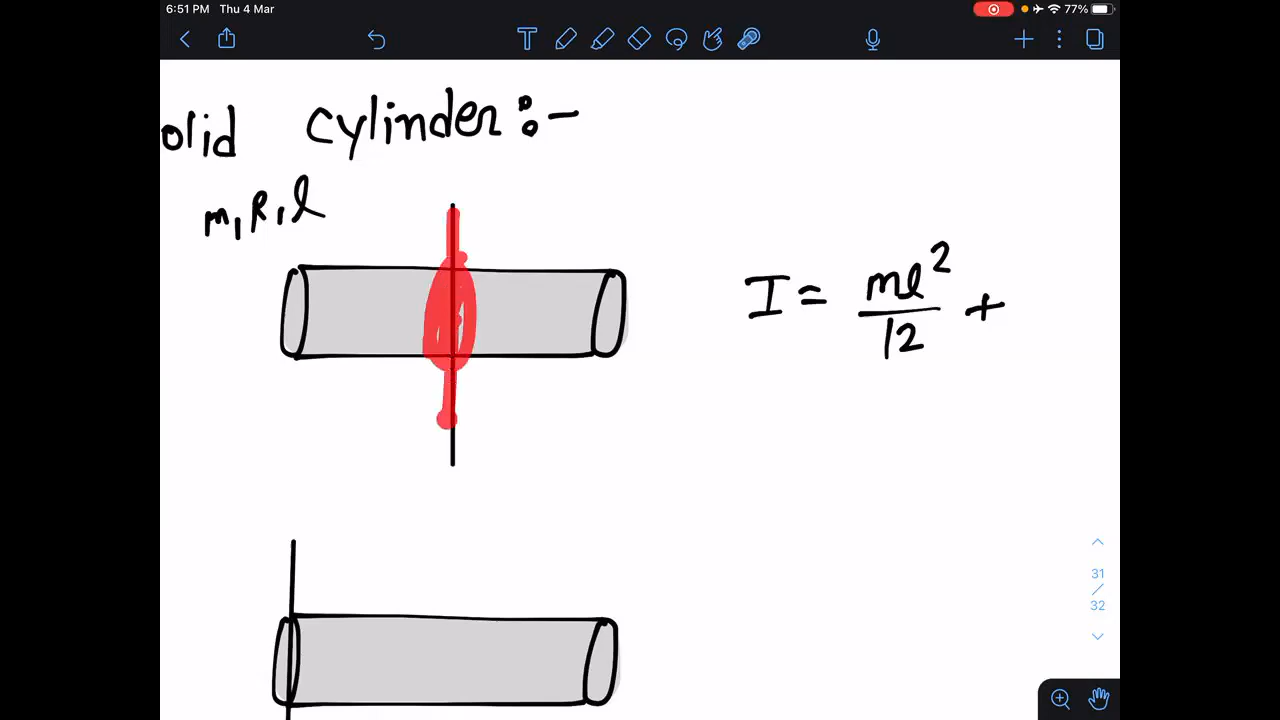 6:51 PM Thu 4 Mar
77%
T
olid cylinder :-
m, R, l
I = ml²/12 +
31
/
32